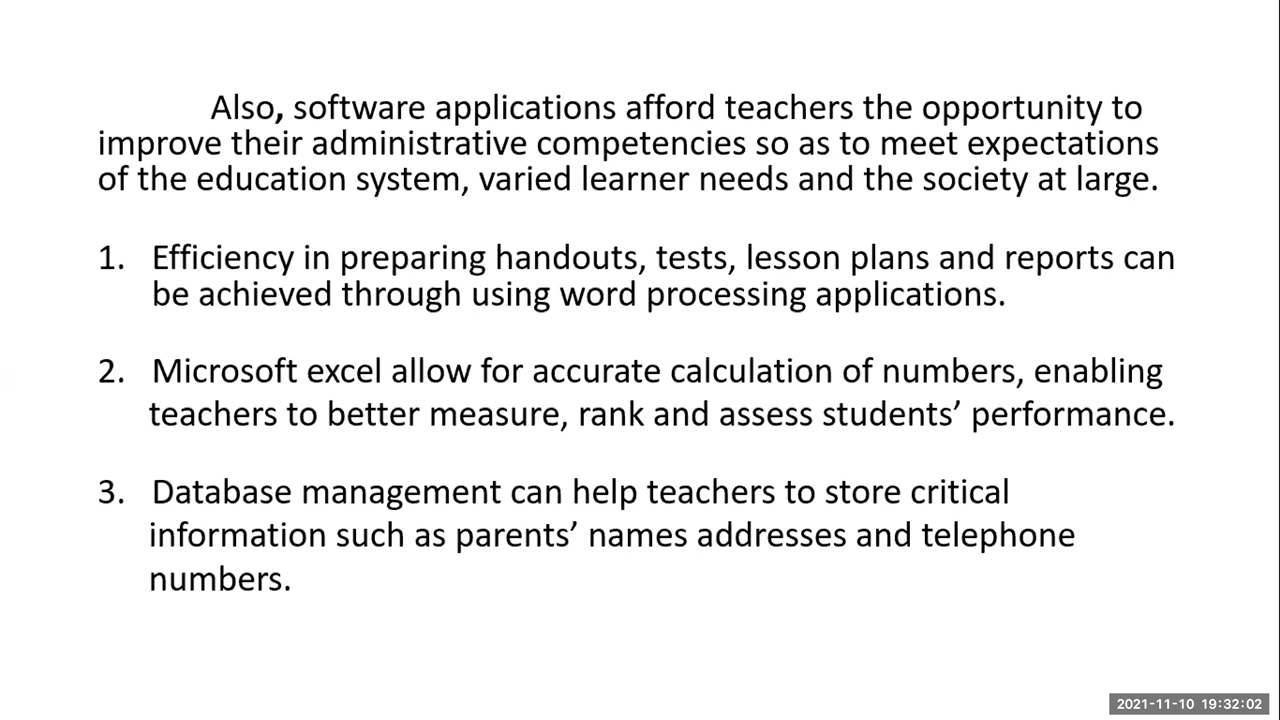 Also, software applications afford teachers the opportunity to
improve their administrative competencies so as to meet expectations
of the education system, varied learner needs and the society at large.
1. Efficiency in preparing handouts, tests, lesson plans and reports can
be achieved through using word processing applications.
2. Microsoft excel allow for accurate calculation of numbers, enabling
teachers to better measure, rank and assess students’ performance.
3. Database management can help teachers to store critical
information such as parents’ names addresses and telephone
numbers.
2021-11-10 19:32:02